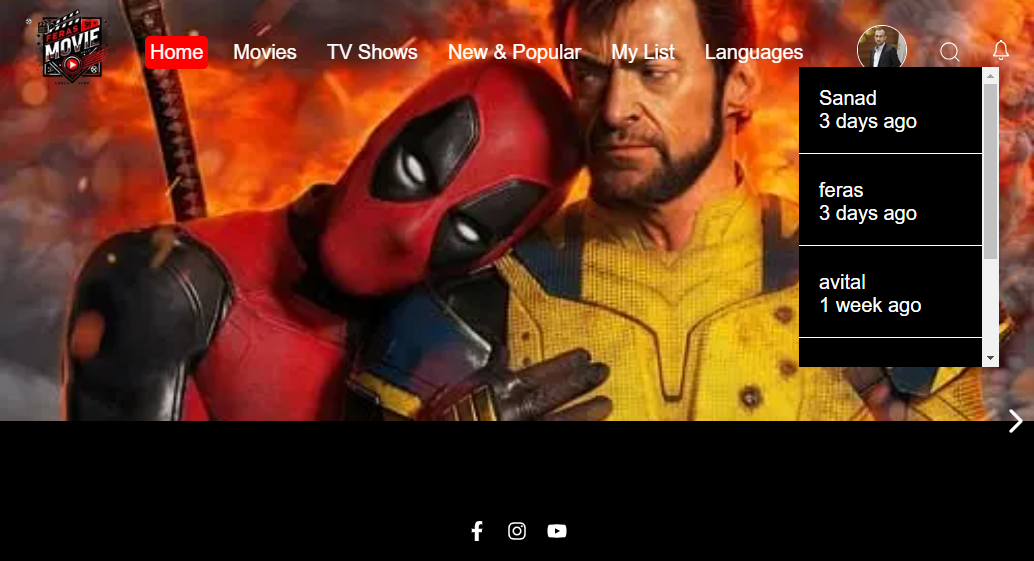 FERAS
MOVIE
Home
Movies
TV Shows
New & Popular
My List
Languages
Sanad
3 days ago
feras
3 days ago
avital
1 week ago